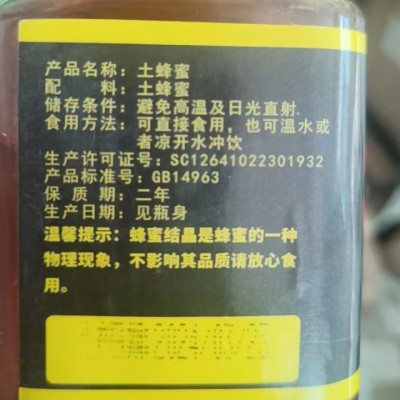 产品名称：土蜂蜜
配　　料：土蜂蜜
储存条件：避免高温及日光直射.
食用方法：可直接食用，也可温水或
者凉开水冲饮
生产许可证号：SC12641022301932
产品标准号：GB14963
保 质 期：二年
生产日期：见瓶身
温馨提示：蜂蜜结晶是蜂蜜的一种
物理现象，不影响其品质请放心食
用。